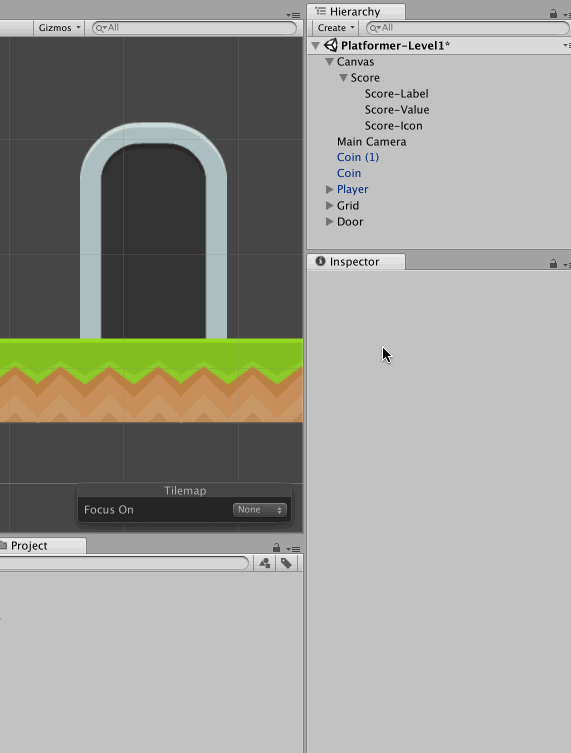 Gizmos
All
Hierarchy
Create
All
Platformer-Level1*
Canvas
Score
Score-Label
Score-Value
Score-Icon
Main Camera
Coin (1)
Coin
Player
Grid
Door
Inspector
Tilemap
Focus On
None
Project